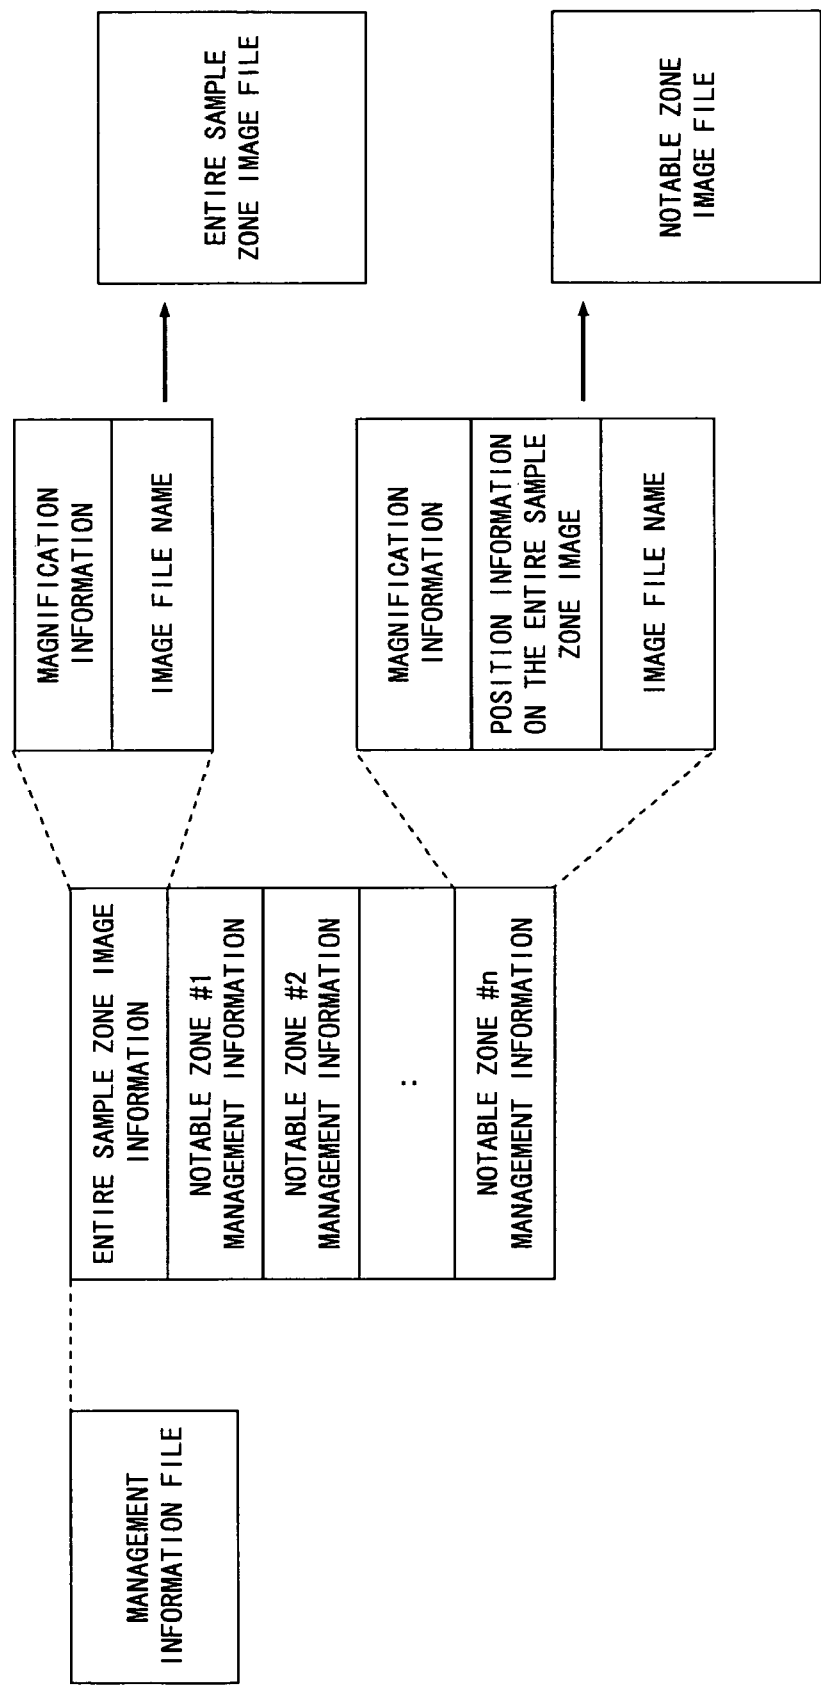 MANAGEMENT
INFORMATION FILE
ENTIRE SAMPLE ZONE IMAGE
INFORMATION
NOTABLE ZONE #1
MANAGEMENT INFORMATION
NOTABLE ZONE #2
MANAGEMENT INFORMATION
:
NOTABLE ZONE #n
MANAGEMENT INFORMATION
MAGNIFICATION
INFORMATION
IMAGE FILE NAME
MAGNIFICATION
INFORMATION
POSITION INFORMATION
ON THE ENTIRE SAMPLE
ZONE IMAGE
IMAGE FILE NAME
ENTIRE SAMPLE
ZONE IMAGE FILE
NOTABLE ZONE
IMAGE FILE